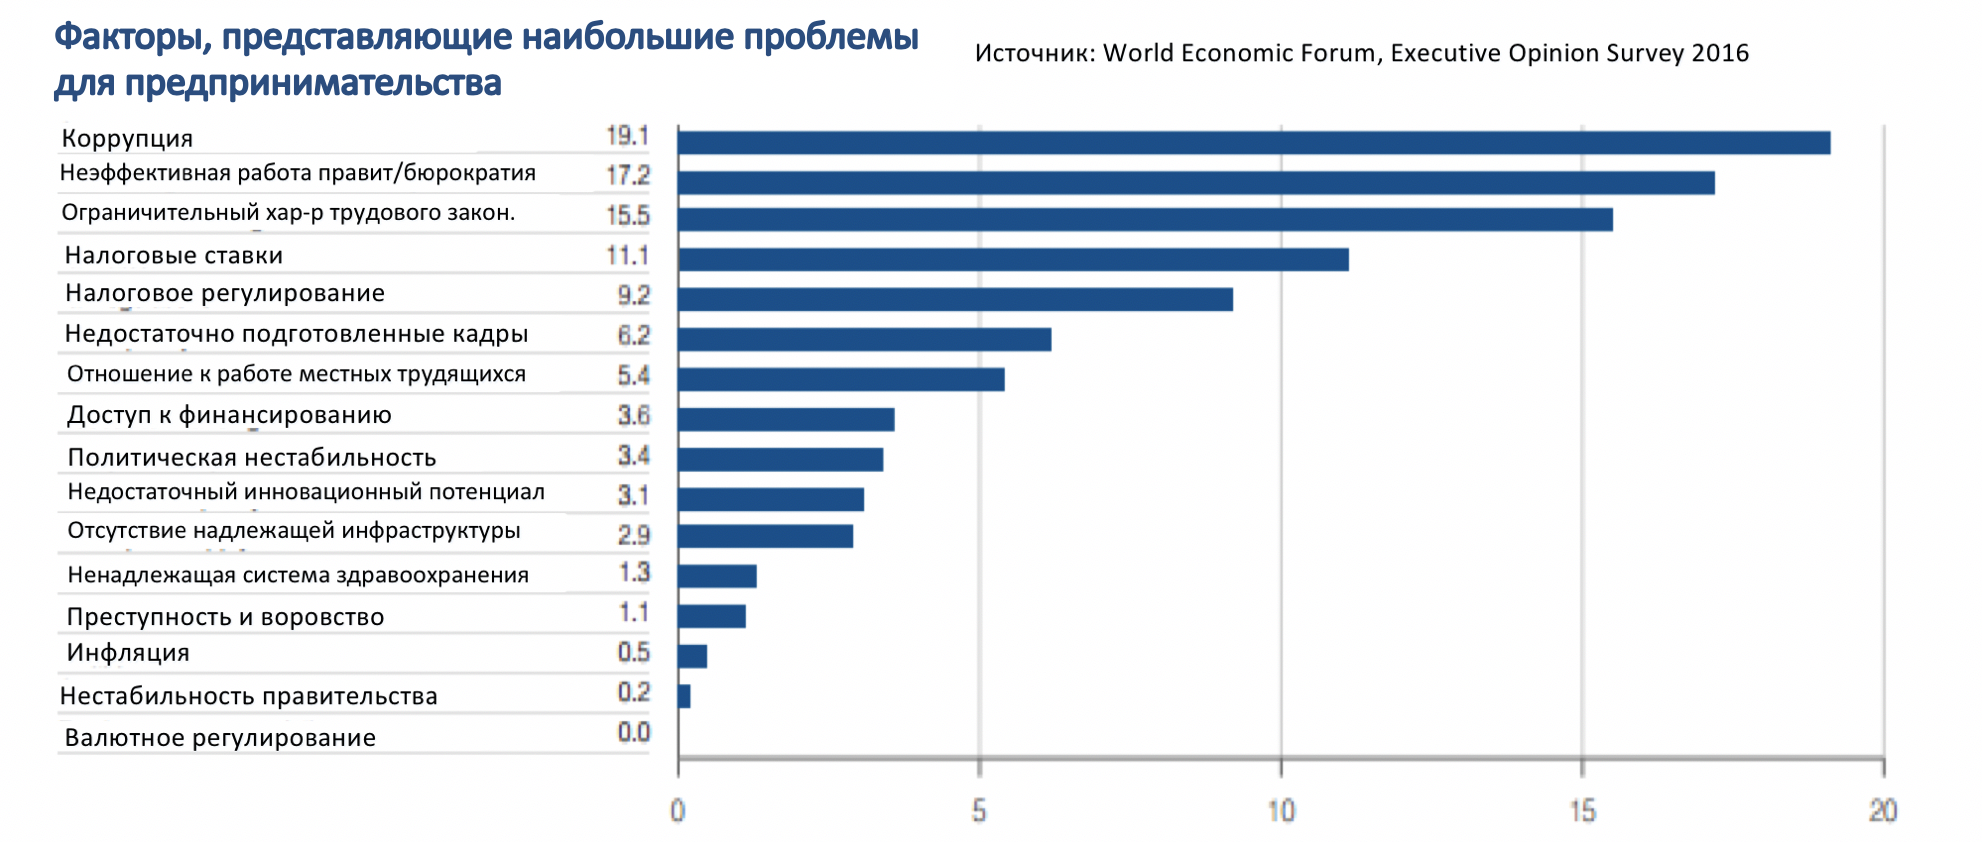 Факторы, представляющие наибольшие проблемы
для предпринимательства
Источник: World Economic Forum, Executive Opinion Survey 2016
Коррупция 19.1
Неэффективная работа правит/бюрократия 17.2
Ограничительный хар-р трудового закон. 15.5
Налоговые ставки 11.1
Налоговое регулирование 9.2
Недостаточно подготовленные кадры 6.2
Отношение к работе местных трудящихся 5.4
Доступ к финансированию 3.6
Политическая нестабильность 3.4
Недостаточный инновационный потенциал 3.1
Отсутствие надлежащей инфраструктуры 2.9
Ненадлежащая система здравоохранения 1.3
Преступность и воровство 1.1
Инфляция 0.5
Нестабильность правительства 0.2
Валютное регулирование 0.0
0 5 10 15 20